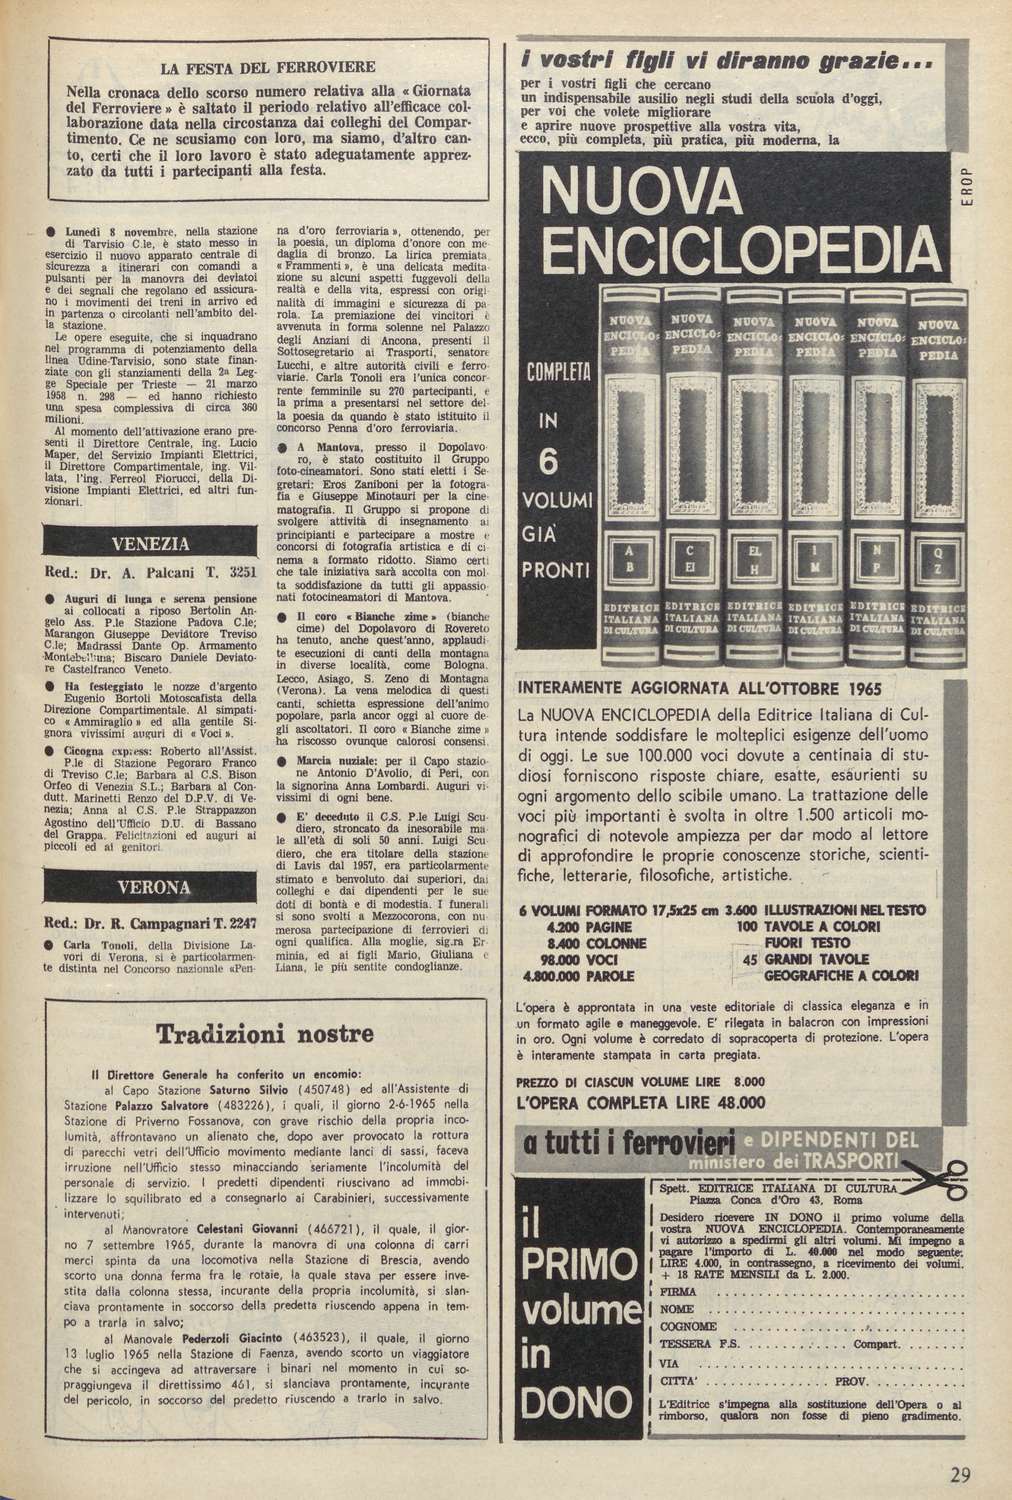 LA FESTA DEL FERROVIERE
Nella cronaca dello scorso numero relativa alla « Giornata
del Ferroviere » è saltato il periodo relativo all'efficace col-
laborazione data nella circostanza dai colleghi del Compar-
timento. Ce ne scusiamo con loro, ma siamo, d'altro can-
to, certi che il loro lavoro è stato adeguatamente apprez-
zato da tutti i partecipanti alla festa.
● Lunedì 8 novembre, nella stazione
di Tarvisio C.le, è stato messo in
esercizio il nuovo apparato centrale di
sicurezza a itinerari con comandi a
pulsanti per la manovra dei deviatoi
e dei segnali che regolano ed assicura-
no i movimenti dei treni in arrivo ed
in partenza o circolanti nell'ambito del-
la stazione.
Le opere eseguite, che si inquadrano
nel programma di potenziamento della
linea Udine-Tarvisio, sono state finan-
ziate con gli stanziamenti della 2a Leg-
ge Speciale per Trieste — 21 marzo
1958 n. 298 — ed hanno richiesto
una spesa complessiva di circa 360
milioni.
Al momento dell'attivazione erano pre-
senti il Direttore Centrale, ing. Lucio
Maper, del Servizio Impianti Elettrici,
il Direttore Compartimentale, ing. Vil-
lata, l'ing. Ferreol Fiorucci, della Di-
visione Impianti Elettrici, ed altri fun-
zionari.
VENEZIA
Red.: Dr. A. Palcani T. 3251
● Auguri di lunga e serena pensione
ai collocati a riposo Bertolin An-
gelo Ass. P.le Stazione Padova C.le;
Marangon Giuseppe Deviatore Treviso
C.le; Madrassi Dante Op. Armamento
Montebelluna; Biscaro Daniele Deviato-
re Castelfranco Veneto.
● Ha festeggiato le nozze d'argento
Eugenio Bortoli Motoscafista della
Direzione Compartimentale. Al simpati-
co « Ammiraglio » ed alla gentile Si-
gnora vivissimi auguri di « Voci ».
● Cicogna express: Roberto all'Assist.
P.le di Stazione Pegoraro Franco
di Treviso C.le; Barbara al C.S. Bison
Orfeo di Venezia S.L.; Barbara al Con-
dutt. Marinetti Renzo del D.P.V. di Ve-
nezia; Anna al C.S. P.le Strappazzon
Agostino dell'Ufficio D.U. di Bassano
del Grappa. Felicitazioni ed auguri ai
piccoli ed ai genitori.
VERONA
Red.: Dr. R. Campagnari T. 2247
● Carla Tonoli, della Divisione La-
vori di Verona, si è particolarmen-
te distinta nel Concorso nazionale «Pen-
na d'oro ferroviaria », ottenendo, per
la poesia, un diploma d'onore con me-
daglia di bronzo. La lirica premiata
« Frammenti », è una delicata medita-
zione su alcuni aspetti fuggevoli della
realtà e della vita, espressi con origi-
nalità di immagini e sicurezza di pa-
rola. La premiazione dei vincitori è
avvenuta in forma solenne nel Palazzo
degli Anziani di Ancona, presenti il
Sottosegretario ai Trasporti, senatore
Lucchi, e altre autorità civili e ferro-
viarie. Carla Tonoli era l'unica concor-
rente femminile su 270 partecipanti, e
la prima a presentarsi nel settore del-
la poesia da quando è stato istituito il
concorso Penna d'oro ferroviaria.
● A Mantova, presso il Dopolavo-
ro, è stato costituito il Gruppo
foto-cineamatori. Sono stati eletti i Se-
gretari: Eros Zaniboni per la fotogra-
fia e Giuseppe Minotauri per la cine-
matografia. Il Gruppo si propone di
svolgere attività di insegnamento ai
principianti e partecipare a mostre e
concorsi di fotografia artistica e di ci-
nema a formato ridotto. Siamo certi
che tale iniziativa sarà accolta con mol-
ta soddisfazione da tutti gli appassio-
nati fotocineamatori di Mantova.
● Il coro « Bianche zime » (bianche
cime) del Dopolavoro di Rovereto
ha tenuto, anche quest'anno, applaudi-
te esecuzioni di canti della montagna
in diverse località, come Bologna,
Lecco, Asiago, S. Zeno di Montagna
(Verona). La vena melodica di questi
canti, schietta espressione dell'animo
popolare, parla ancor oggi al cuore de-
gli ascoltatori. Il coro « Bianche zime »
ha riscosso ovunque calorosi consensi.
● Marcia nuziale: per il Capo stazio-
ne Antonio D'Avolio, di Peri, con
la signorina Anna Lombardi. Auguri vi-
vissimi di ogni bene.
● E' deceduto il C.S. P.le Luigi Scu-
diero, stroncato da inesorabile ma-
le all'età di soli 50 anni. Luigi Scu-
diero, che era titolare della stazione
di Lavis dal 1957, era particolarmente
stimato e benvoluto dai superiori, dai
colleghi e dai dipendenti per le sue
doti di bontà e di modestia. I funerali
si sono svolti a Mezzocorona, con nu-
merosa partecipazione di ferrovieri di
ogni qualifica. Alla moglie, sig.ra Er-
minia, ed ai figli Mario, Giuliana e
Liana, le più sentite condoglianze.
Tradizioni nostre
Il Direttore Generale ha conferito un encomio:
al Capo Stazione Saturno Silvio (450748) ed all'Assistente di
Stazione Palazzo Salvatore (483226), i quali, il giorno 2-6-1965 nella
Stazione di Priverno Fossanova, con grave rischio della propria inco-
lumità, affrontavano un alienato che, dopo aver provocato la rottura
di parecchi vetri dell'Ufficio movimento mediante lanci di sassi, faceva
irruzione nell'Ufficio stesso minacciando seriamente l'incolumità del
personale di servizio. I predetti dipendenti riuscivano ad immobi-
lizzare lo squilibrato ed a consegnarlo ai Carabinieri, successivamente
intervenuti;
al Manovratore Celestani Giovanni (466721), il quale, il gior-
no 7 settembre 1965, durante la manovra di una colonna di carri
merci spinta da una locomotiva nella Stazione di Brescia, avendo
scorto una donna ferma fra le rotaie, la quale stava per essere inve-
stita dalla colonna stessa, incurante della propria incolumità, si slan-
ciava prontamente in soccorso della predetta riuscendo appena in tem-
po a trarla in salvo;
al Manovale Pederzoli Giacinto (463523), il quale, il giorno
13 luglio 1965 nella Stazione di Faenza, avendo scorto un viaggiatore
che si accingeva ad attraversare i binari nel momento in cui so-
praggiungeva il direttissimo 461, si slanciava prontamente, incurante
del pericolo, in soccorso del predetto riuscendo a trarlo in salvo.
i vostri figli vi diranno grazie...
per i vostri figli che cercano
un indispensabile ausilio negli studi della scuola d'oggi,
per voi che volete migliorare
e aprire nuove prospettive alla vostra vita,
ecco, più completa, più pratica, più moderna, la
EROP
NUOVA
ENCICLOPEDIA
COMPLETA
IN
6
VOLUMI
GIÀ
PRONTI
NUOVA ENCICLO= PEDIA
NUOVA ENCICLO= PEDIA
NUOVA ENCICLO= PEDIA
NUOVA ENCICLO= PEDIA
NUOVA ENCICLO= PEDIA
NUOVA ENCICLO= PEDIA
A B
C EI
EL H
I M
N P
Q Z
EDITRICE ITALIANA DI CULTURA
EDITRICE ITALIANA DI CULTURA
EDITRICE ITALIANA DI CULTURA
EDITRICE ITALIANA DI CULTURA
EDITRICE ITALIANA DI CULTURA
EDITRICE ITALIANA DI CULTURA
INTERAMENTE AGGIORNATA ALL'OTTOBRE 1965
La NUOVA ENCICLOPEDIA della Editrice Italiana di Cul-
tura intende soddisfare le molteplici esigenze dell'uomo
di oggi. Le sue 100.000 voci dovute a centinaia di stu-
diosi forniscono risposte chiare, esatte, esaurienti su
ogni argomento dello scibile umano. La trattazione delle
voci più importanti è svolta in oltre 1.500 articoli mo-
nografici di notevole ampiezza per dar modo al lettore
di approfondire le proprie conoscenze storiche, scienti-
fiche, letterarie, filosofiche, artistiche.
6 VOLUMI FORMATO 17,5x25 cm 3.600 ILLUSTRAZIONI NEL TESTO
4.200 PAGINE 100 TAVOLE A COLORI
8.400 COLONNE FUORI TESTO
98.000 VOCI 45 GRANDI TAVOLE
4.800.000 PAROLE GEOGRAFICHE A COLORI
L'opera è approntata in una veste editoriale di classica eleganza e in
un formato agile e maneggevole. E' rilegata in balacron con impressioni
in oro. Ogni volume è corredato di sopracoperta di protezione. L'opera
è interamente stampata in carta pregiata.
PREZZO DI CIASCUN VOLUME LIRE 8.000
L'OPERA COMPLETA LIRE 48.000
a tutti i ferrovieri e DIPENDENTI DEL
ministero dei TRASPORTI
il
PRIMO
volume
in
DONO
Spett. EDITRICE ITALIANA DI CULTURA
Piazza Conca d'Oro 43, Roma
Desidero ricevere IN DONO il primo volume della
vostra NUOVA ENCICLOPEDIA. Contemporaneamente
vi autorizzo a spedirmi gli altri volumi. Mi impegno a
pagare l'importo di L. 40.000 nel modo seguente:
LIRE 4.000, in contrassegno, a ricevimento dei volumi.
+ 18 RATE MENSILI da L. 2.000.
FIRMA
NOME
COGNOME
TESSERA F.S. Compart.
VIA
CITTA' PROV.
L'Editrice s'impegna alla sostituzione dell'Opera o al
rimborso, qualora non fosse di pieno gradimento.
29